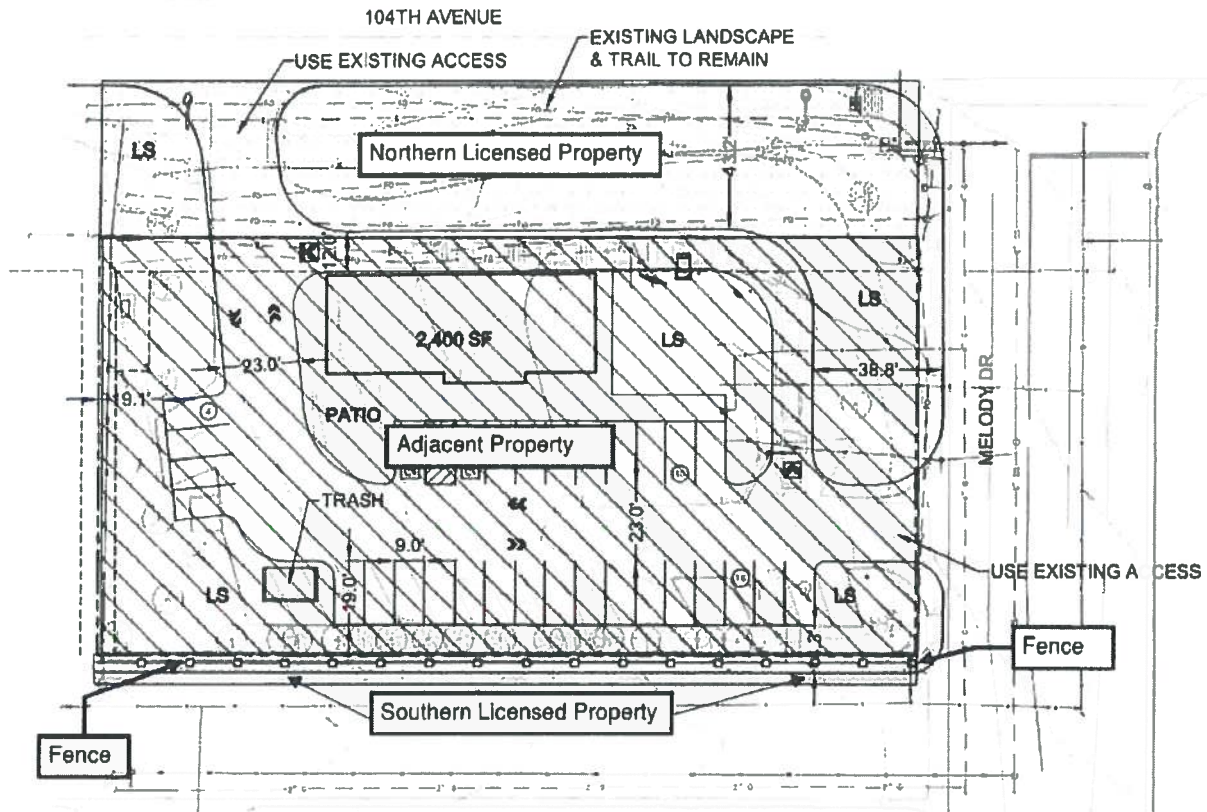 104TH AVENUE
EXISTING LANDSCAPE
& TRAIL TO REMAIN
USE EXISTING ACCESS
LS
Northern Licensed Property
LS
2,400 SF
LS
23.0'
38.8'
19.1'
PATIO
MELODY DR
Adjacent Property
TRASH
23.0'
9.0'
USE EXISTING A CESS
19.0'
LS
LS
Fence
Southern Licensed Property
Fence